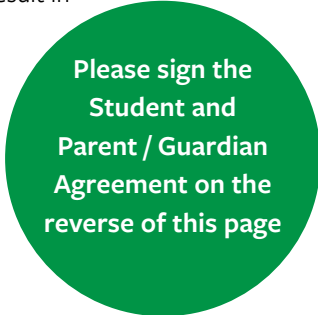 Please sign the
Student and
Parent / Guardian
Agreement on the
reverse of this page